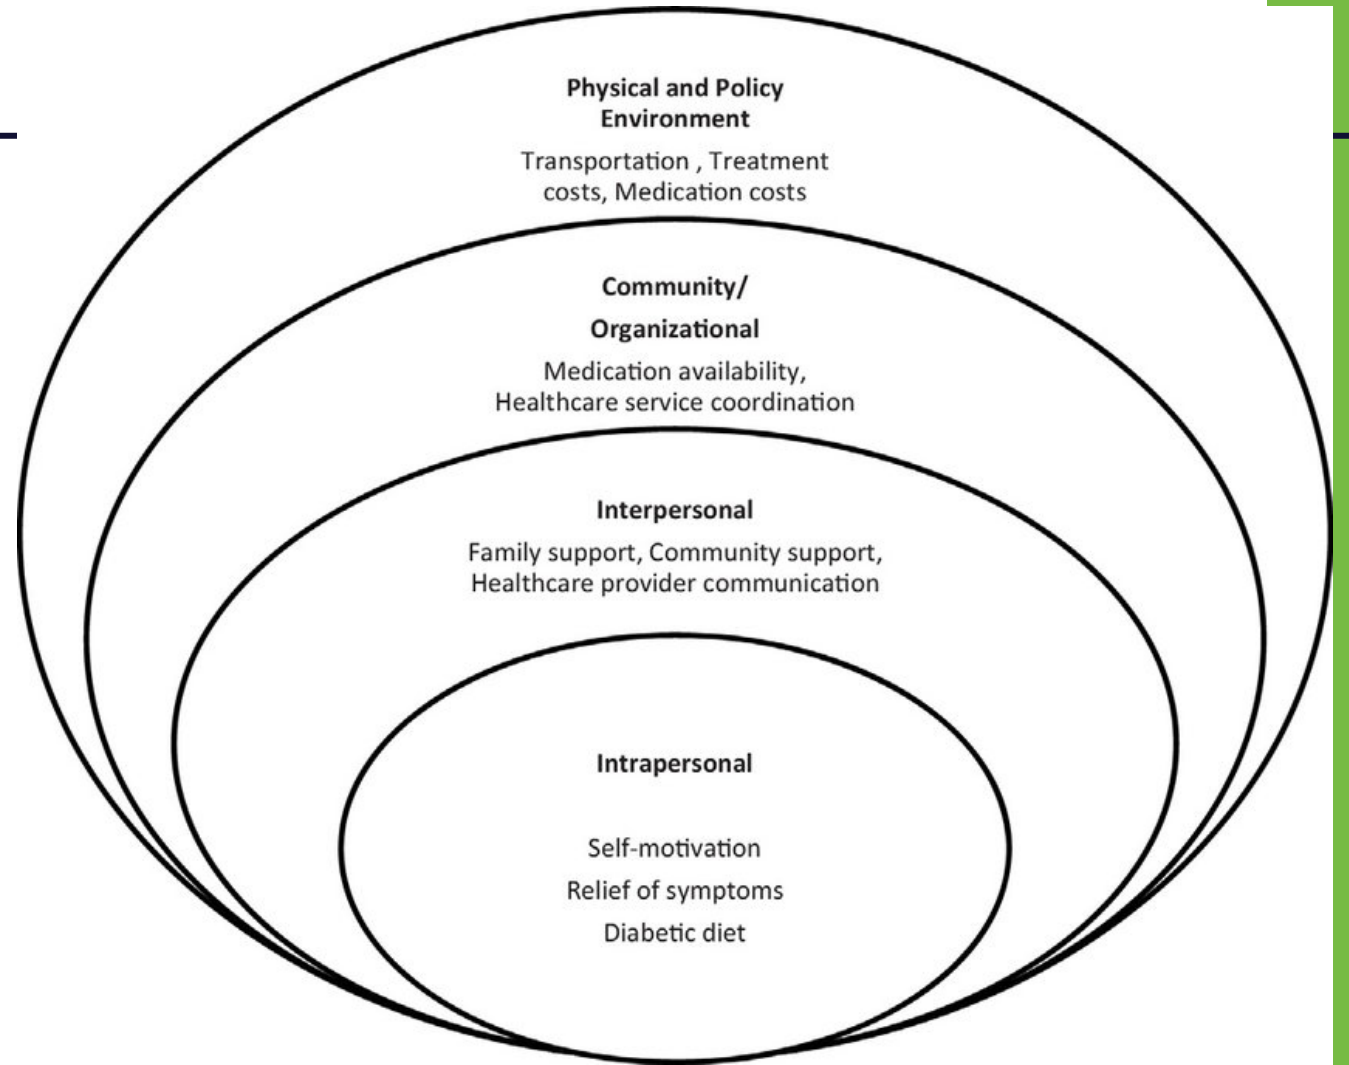 Physical and Policy
Environment
Transportation , Treatment
costs, Medication costs
Community/
Organizational
Medication availability,
Healthcare service coordination
Interpersonal
Family support, Community support,
Healthcare provider communication
Intrapersonal
Self-motivation
Relief of symptoms
Diabetic diet